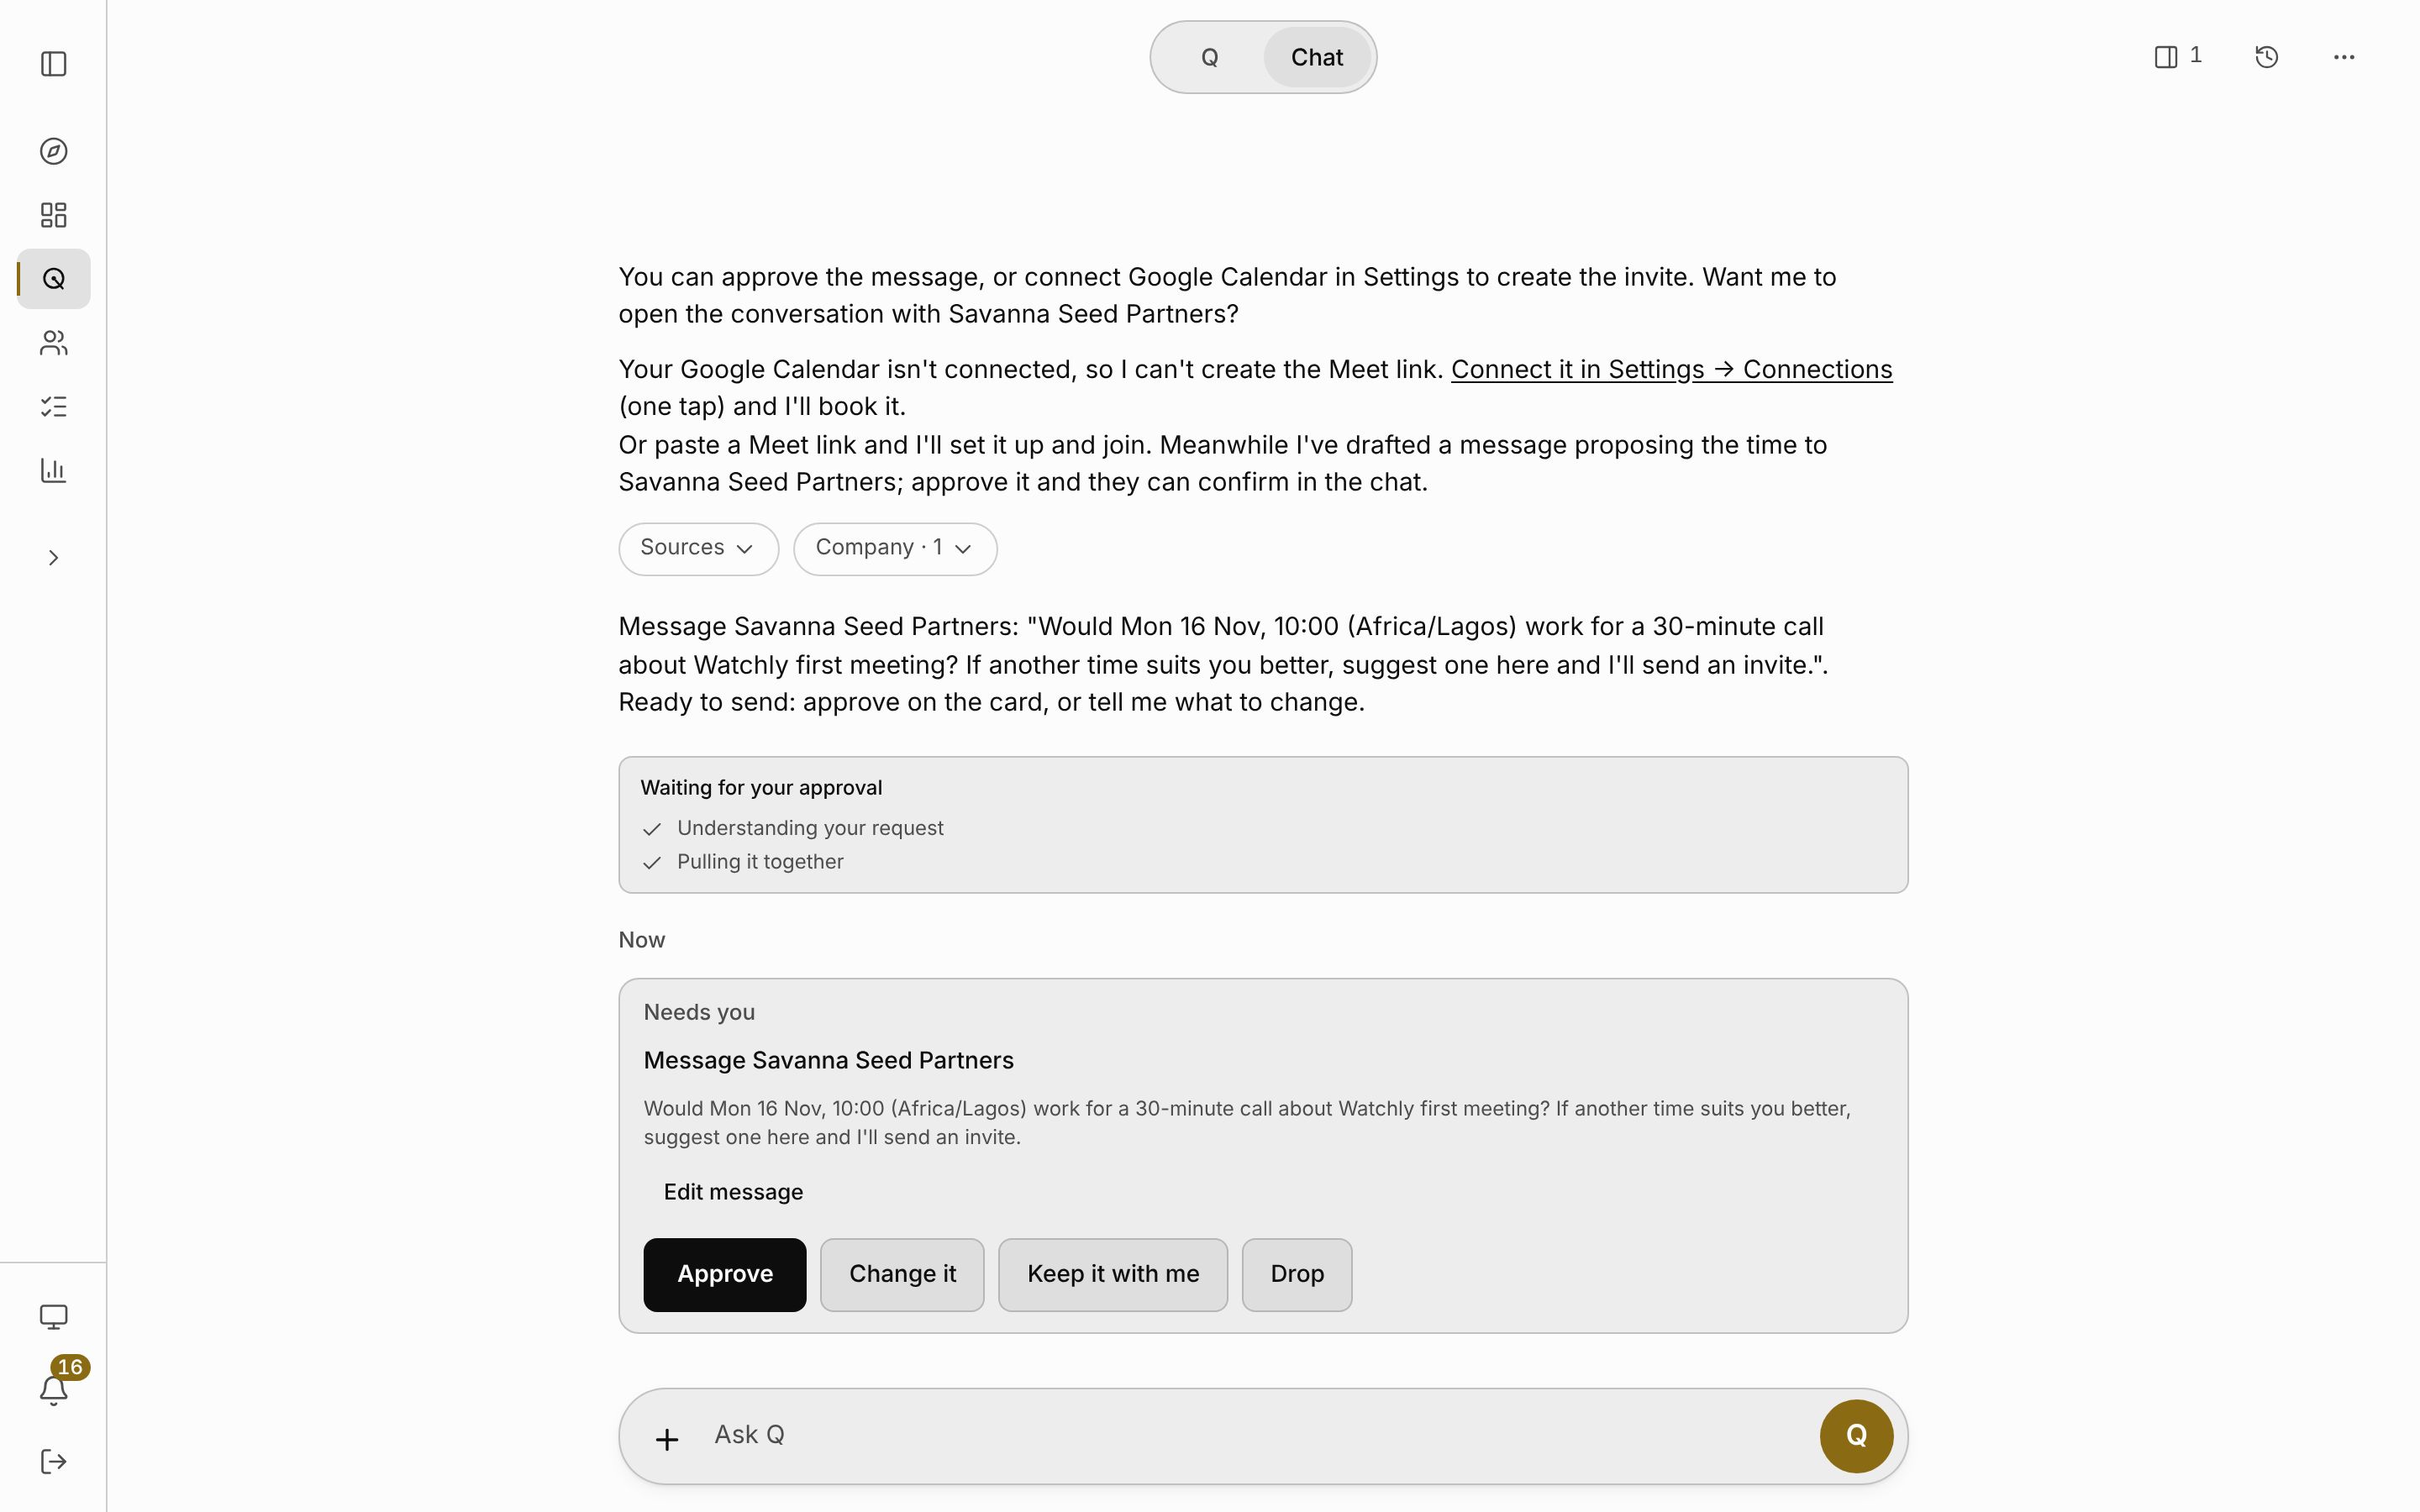 Q
Chat
1
You can approve the message, or connect Google Calendar in Settings to create the invite. Want me to
open the conversation with Savanna Seed Partners?
Your Google Calendar isn't connected, so I can't create the Meet link. Connect it in Settings → Connections
(one tap) and I'll book it.
Or paste a Meet link and I'll set it up and join. Meanwhile I've drafted a message proposing the time to
Savanna Seed Partners; approve it and they can confirm in the chat.
Sources
Company · 1
Message Savanna Seed Partners: "Would Mon 16 Nov, 10:00 (Africa/Lagos) work for a 30-minute call
about Watchly first meeting? If another time suits you better, suggest one here and I'll send an invite.".
Ready to send: approve on the card, or tell me what to change.
Waiting for your approval
Understanding your request
Pulling it together
Now
Needs you
Message Savanna Seed Partners
Would Mon 16 Nov, 10:00 (Africa/Lagos) work for a 30-minute call about Watchly first meeting? If another time suits you better,
suggest one here and I'll send an invite.
Edit message
Approve
Change it
Keep it with me
Drop
16
Ask Q
Q